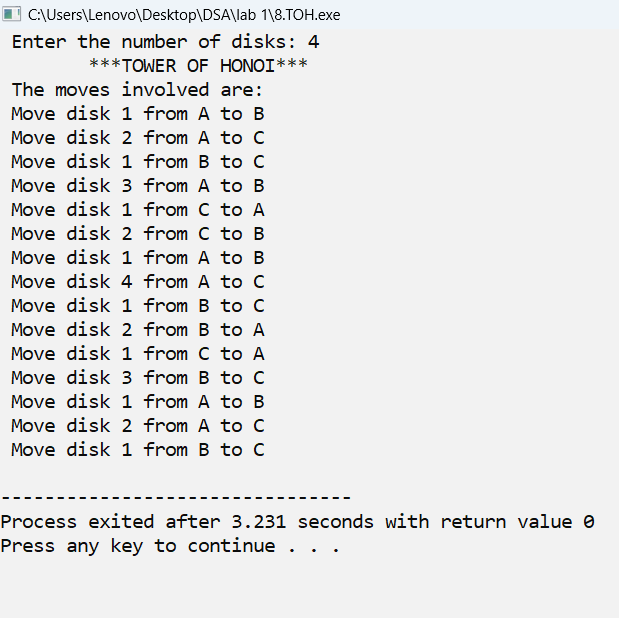 C:\Users\Lenovo\Desktop\DSA\lab 1\8.TOH.exe
Enter the number of disks: 4
***TOWER OF HONOI***
The moves involved are:
Move disk 1 from A to B
Move disk 2 from A to C
Move disk 1 from B to C
Move disk 3 from A to B
Move disk 1 from C to A
Move disk 2 from C to B
Move disk 1 from A to B
Move disk 4 from A to C
Move disk 1 from B to C
Move disk 2 from B to A
Move disk 1 from C to A
Move disk 3 from B to C
Move disk 1 from A to B
Move disk 2 from A to C
Move disk 1 from B to C
--------------------------------
Process exited after 3.231 seconds with return value 0
Press any key to continue . . .